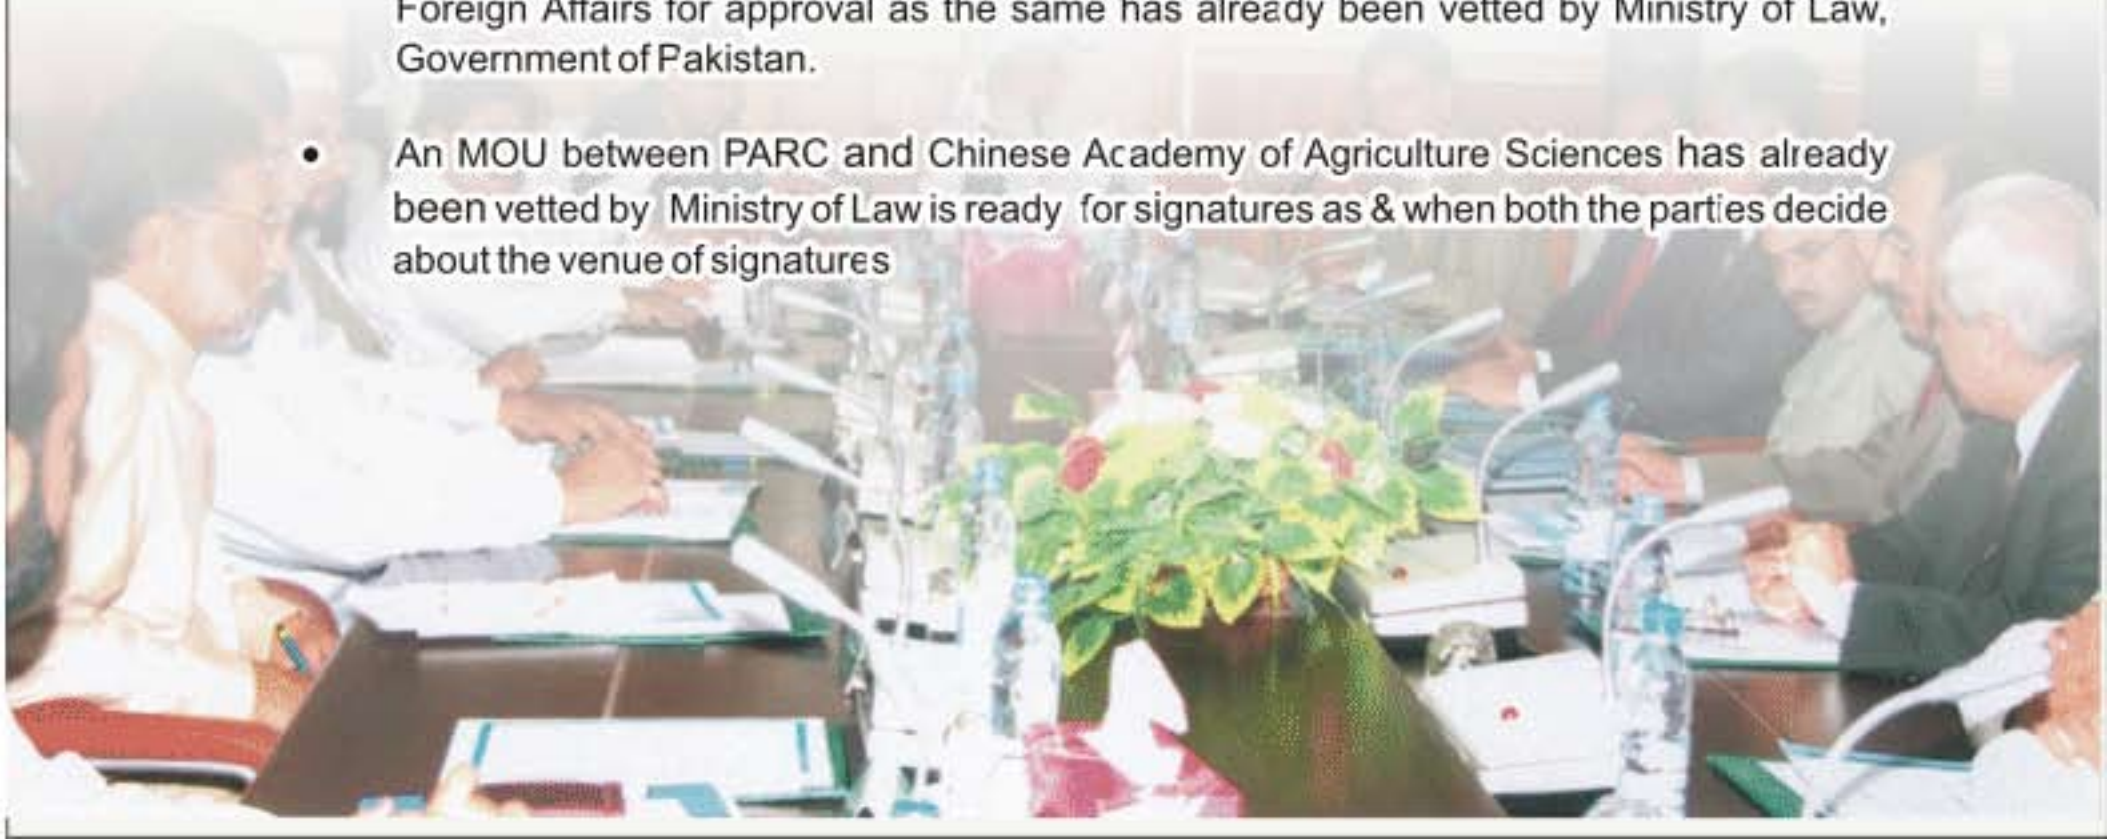 Foreign Affairs for approval as the same has already been vetted by Ministry of Law,
Government of Pakistan.
• An MOU between PARC and Chinese Academy of Agriculture Sciences has already
been vetted by Ministry of Law is ready for signatures as & when both the parties decide
about the venue of signatures